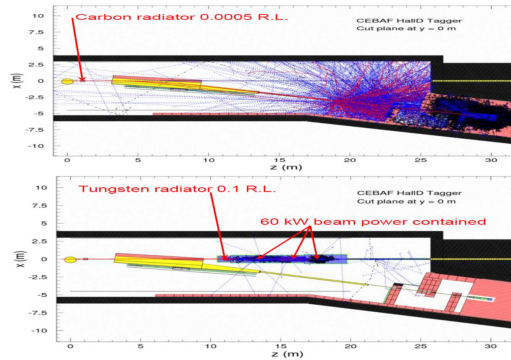 Carbon radiator 0.0005 R.L.
CEBAF HallD Tagger
Cut plane at y = 0 m
x (m)
10
7.5
5
2.5
0
-2.5
-5
-7.5
-10
0 5 10 15 20 25 30
z (m)
Tungsten radiator 0.1 R.L.
CEBAF HallD Tagger
Cut plane at y = 0 m
60 kW beam power contained
x (m)
10
7.5
5
2.5
0
-2.5
-5
-7.5
-10
0 5 10 15 20 25 30
z (m)